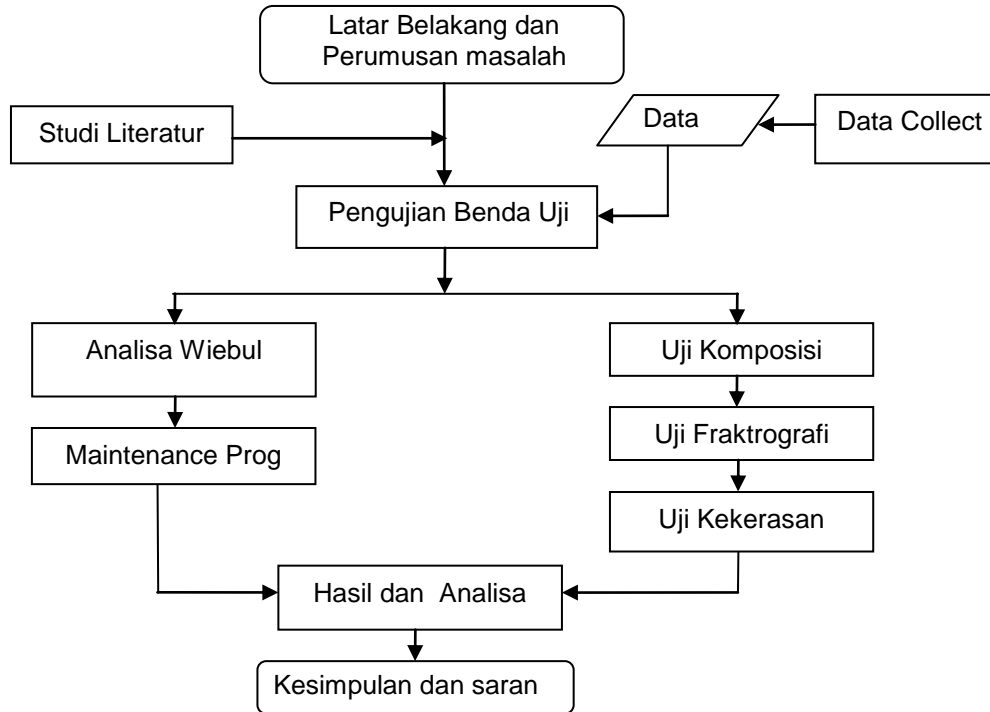 Latar Belakang dan
Perumusan masalah
Studi Literatur
Data
Data Collect
Pengujian Benda Uji
Analisa Wiebul
Uji Komposisi
Maintenance Prog
Uji Fraktrografi
Uji Kekerasan
Hasil dan Analisa
Kesimpulan dan saran